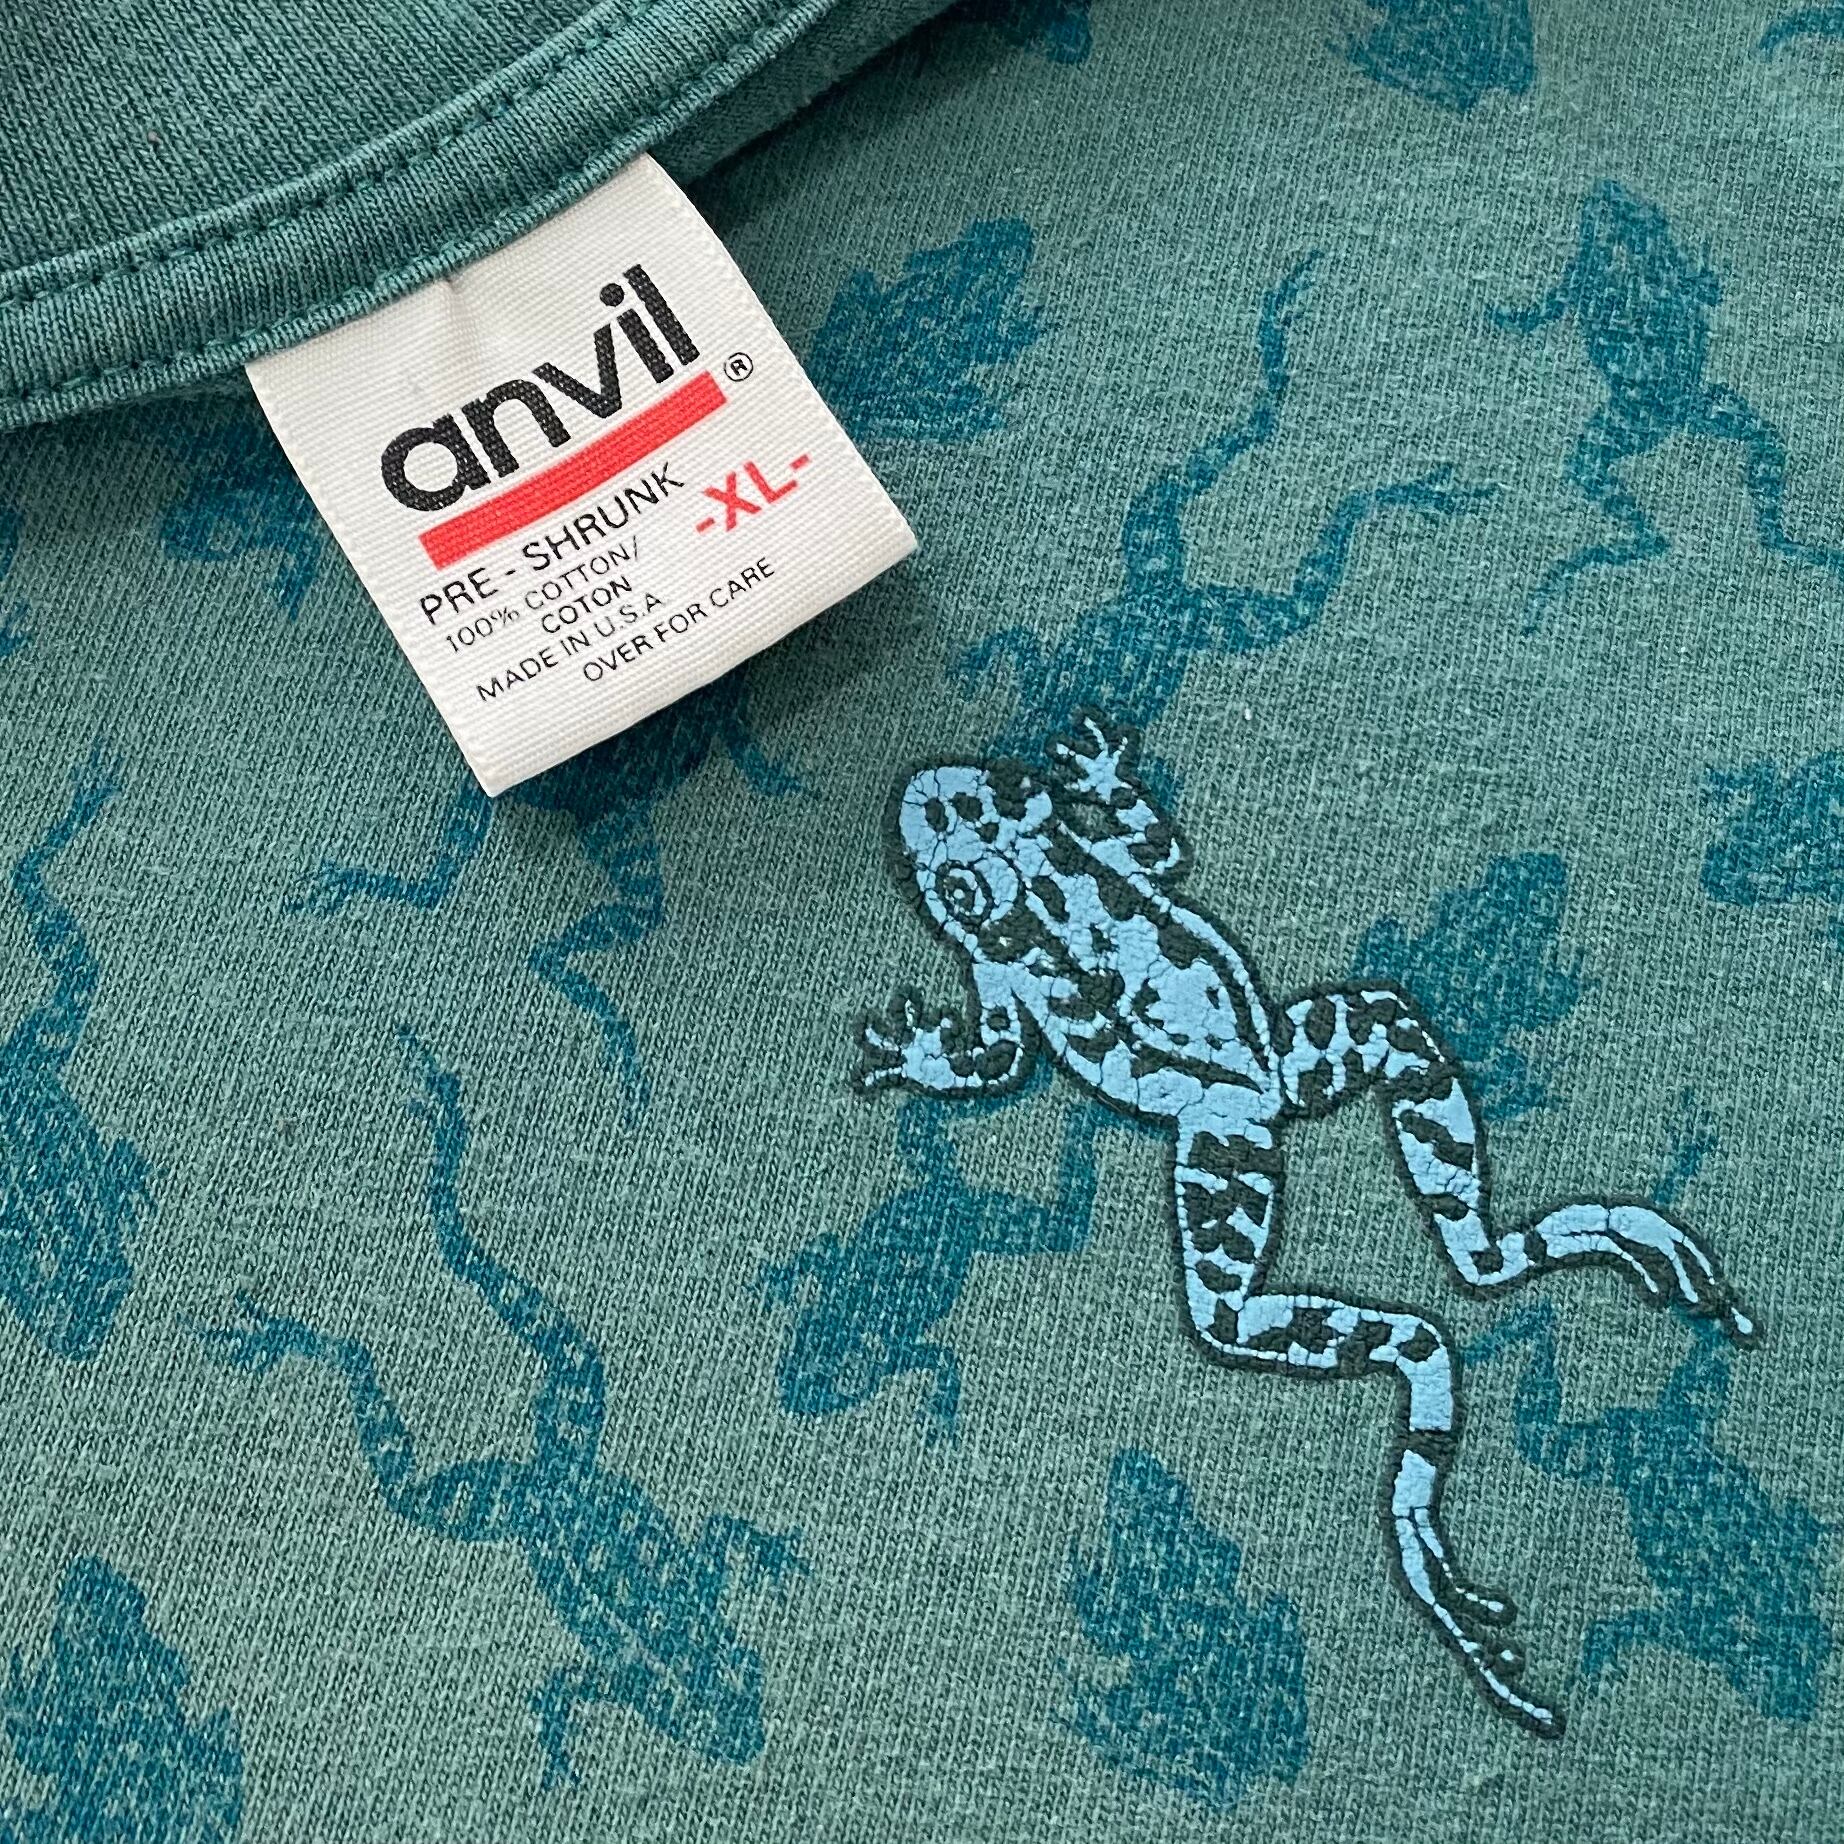 anvil®
PRE - SHRUNK
-XL-
100% COTTON/
COTON
MADE IN U.S.A
OVER FOR CARE